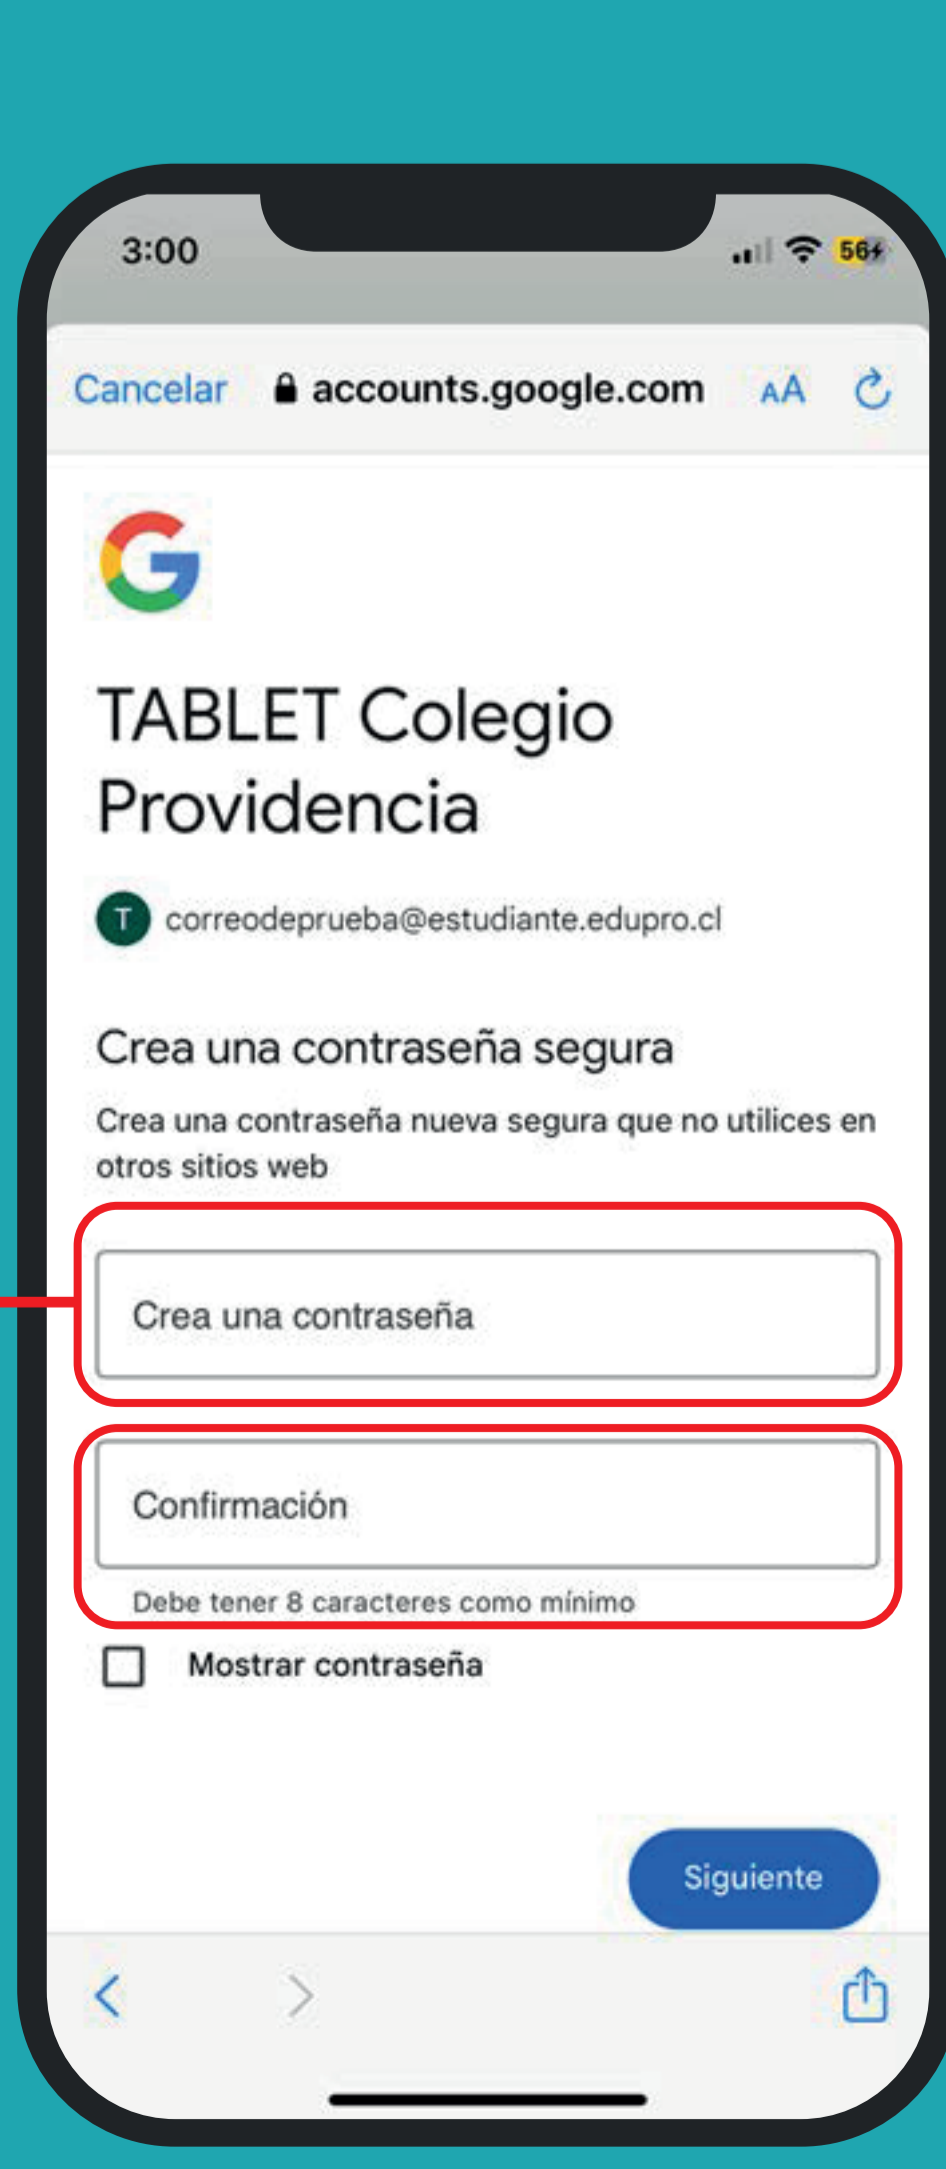 3:00
56
Cancelar accounts.google.com AA
G
TABLET Colegio
Providencia
T correodeprueba@estudiante.edupro.cl
Crea una contraseña segura
Crea una contraseña nueva segura que no utilices en
otros sitios web
Crea una contraseña
Confirmación
Debe tener 8 caracteres como mínimo
Mostrar contraseña
Siguiente